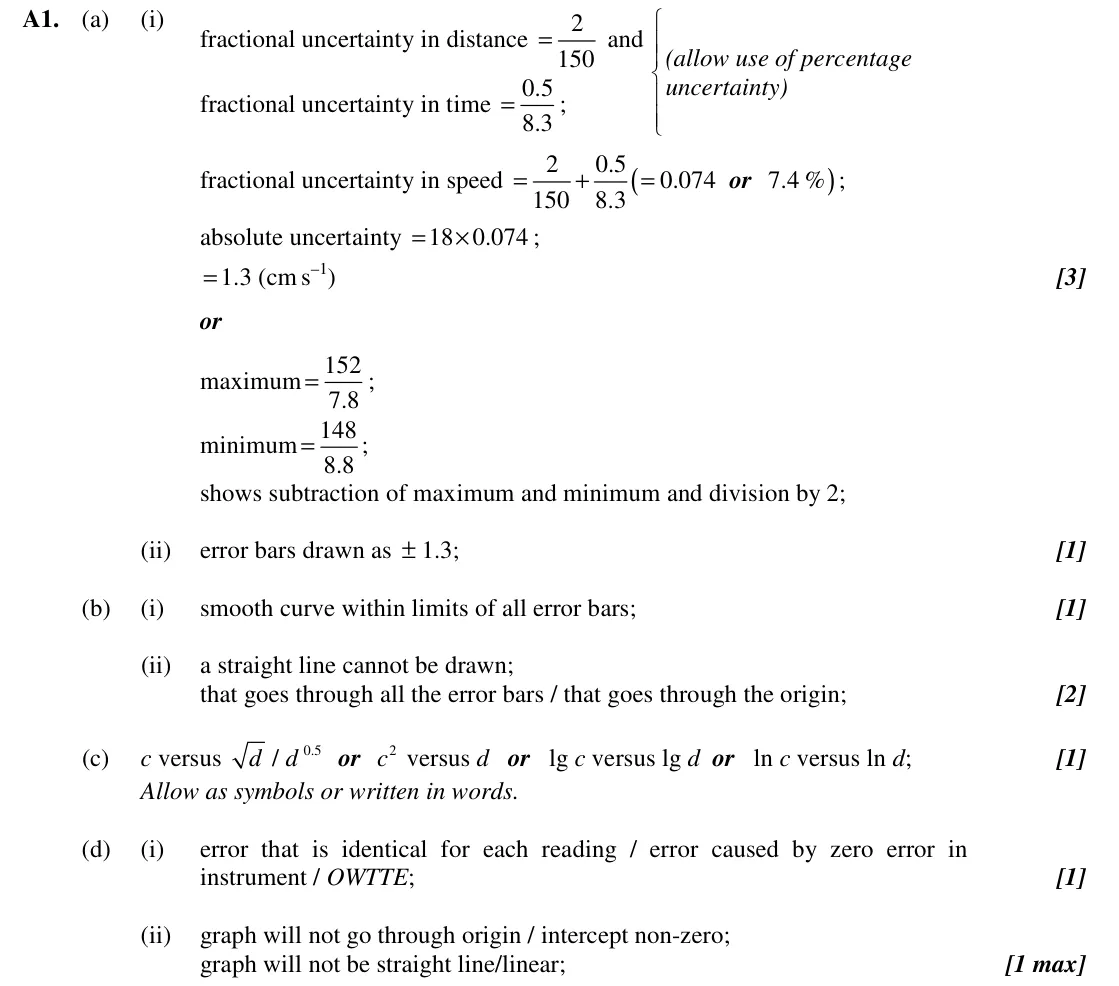 A1. (a) (i) fractional uncertainty in distance = 2/150 and
fractional uncertainty in time = 0.5/8.3 ; { (allow use of percentage
uncertainty)
fractional uncertainty in speed = 2/150 + 0.5/8.3 (= 0.074 or 7.4 %) ;
absolute uncertainty = 18×0.074 ;
= 1.3 (cm s⁻¹) [3]
or
maximum = 152/7.8 ;
minimum = 148/8.8 ;
shows subtraction of maximum and minimum and division by 2;
(ii) error bars drawn as ± 1.3; [1]
(b) (i) smooth curve within limits of all error bars; [1]
(ii) a straight line cannot be drawn;
that goes through all the error bars / that goes through the origin; [2]
(c) c versus √d / d^0.5 or c² versus d or lg c versus lg d or ln c versus ln d; [1]
Allow as symbols or written in words.
(d) (i) error that is identical for each reading / error caused by zero error in
instrument / OWTTE; [1]
(ii) graph will not go through origin / intercept non-zero;
graph will not be straight line/linear; [1 max]